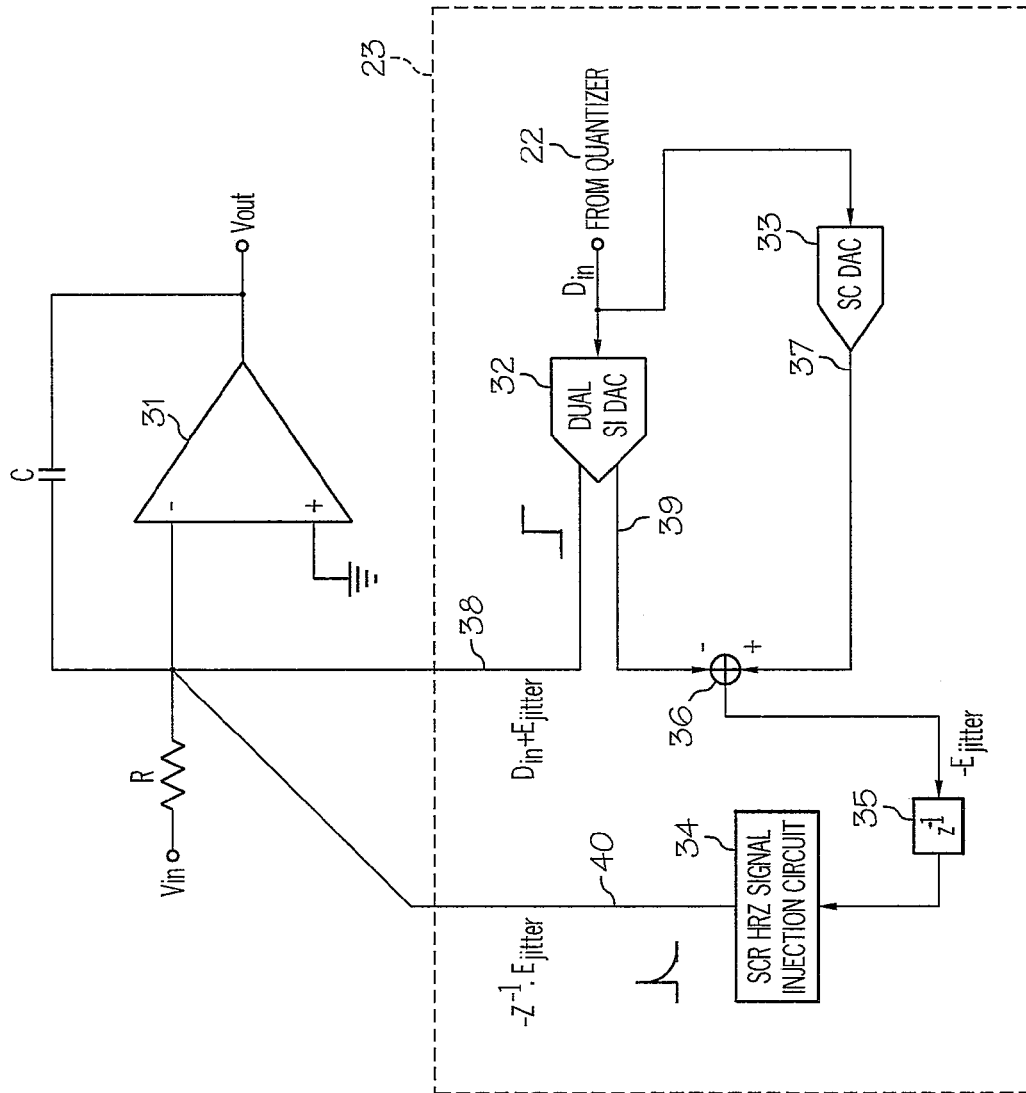 C
31
-
+
Vout
R
Vin
23
38
Din+Ejitter
40
-Z-1. Ejitter
32
DUAL
SI DAC
Din
22
FROM QUANTIZER
39
33
SC DAC
37
-
+
36
-Ejitter
35
Z-1
34
SCR HRZ SIGNAL
INJECTION CIRCUIT